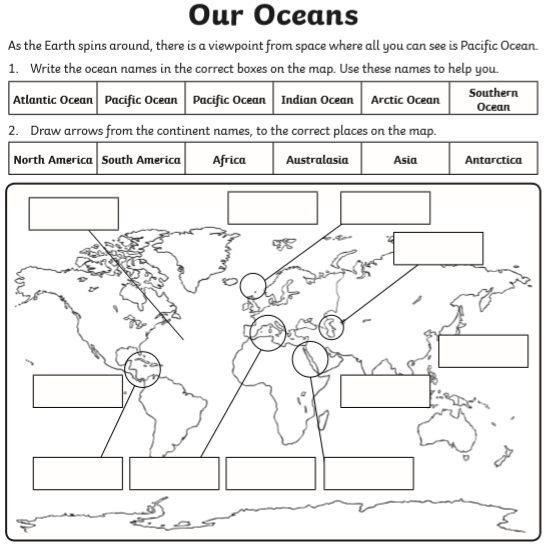 Our Oceans
As the Earth spins around, there is a viewpoint from space where all you can see is Pacific Ocean.
1. Write the ocean names in the correct boxes on the map. Use these names to help you.
Atlantic Ocean Pacific Ocean Pacific Ocean Indian Ocean Arctic Ocean Southern Ocean
2. Draw arrows from the continent names, to the correct places on the map.
North America South America Africa Australasia Asia Antarctica